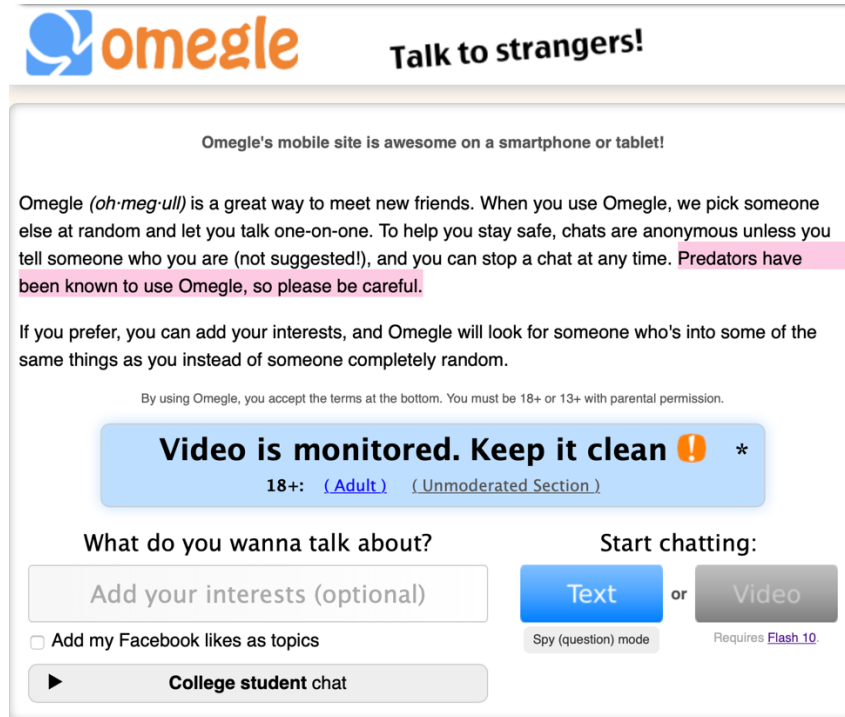 omegle Talk to strangers!
Omegle's mobile site is awesome on a smartphone or tablet!
Omegle (oh·meg·ull) is a great way to meet new friends. When you use Omegle, we pick someone
else at random and let you talk one-on-one. To help you stay safe, chats are anonymous unless you
tell someone who you are (not suggested!), and you can stop a chat at any time. Predators have
been known to use Omegle, so please be careful.
If you prefer, you can add your interests, and Omegle will look for someone who's into some of the
same things as you instead of someone completely random.
By using Omegle, you accept the terms at the bottom. You must be 18+ or 13+ with parental permission.
Video is monitored. Keep it clean ! *
18+: ( Adult ) ( Unmoderated Section )
What do you wanna talk about? Start chatting:
Add your interests (optional) Text or Video
Add my Facebook likes as topics Spy (question) mode Requires Flash 10.
College student chat